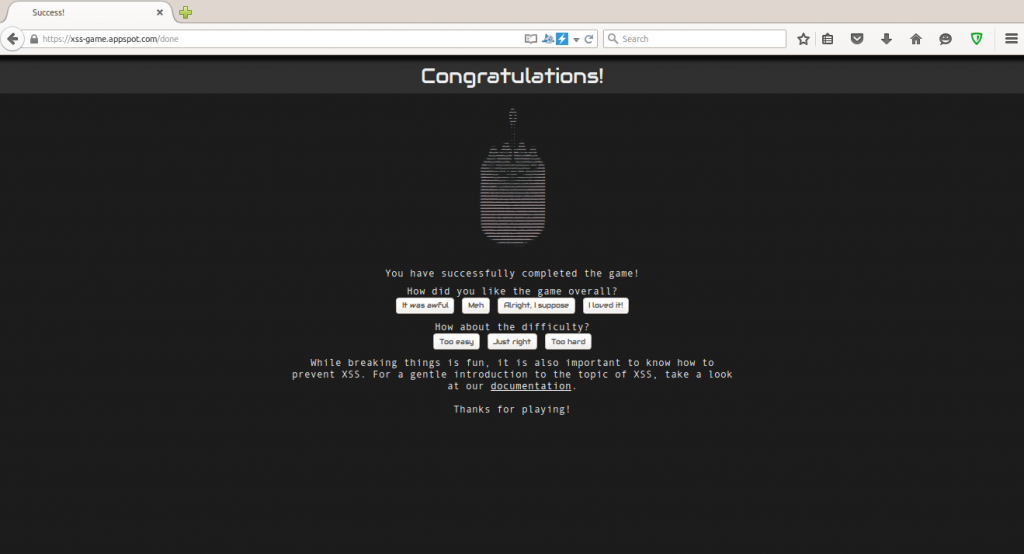 Success!
https://xss-game.appspot.com/done
Search
Congratulations!
You have successfully completed the game!
How did you like the game overall?
It was awful Meh Alright, I suppose I loved it!
How about the difficulty?
Too easy Just right Too hard
While breaking things is fun, it is also important to know how to
prevent XSS. For a gentle introduction to the topic of XSS, take a look
at our documentation.
Thanks for playing!